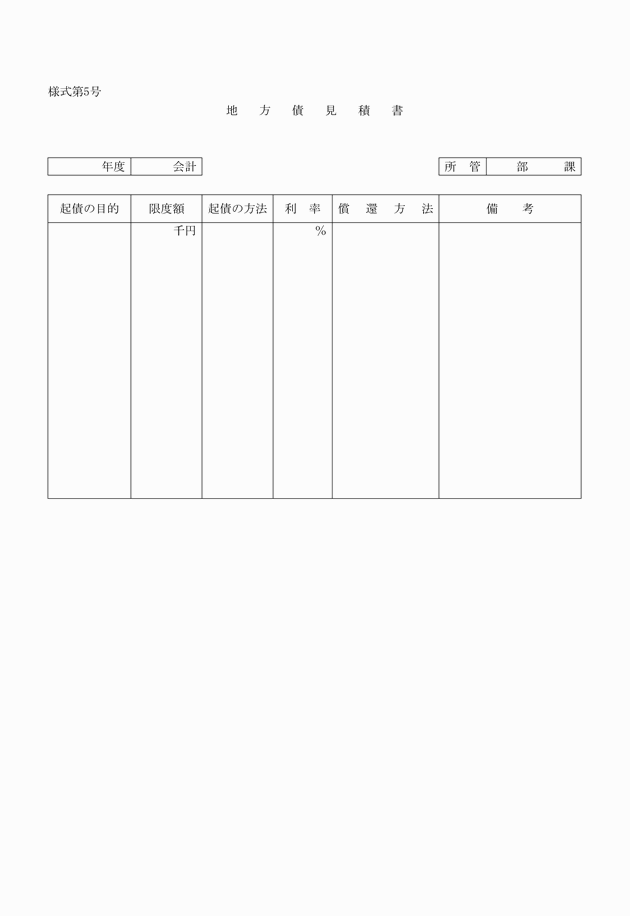 様式第5号
地方債見積書
年度 会計 所管 部 課
起債の目的 限度額 起債の方法 利率 償還方法 備考
千円 %